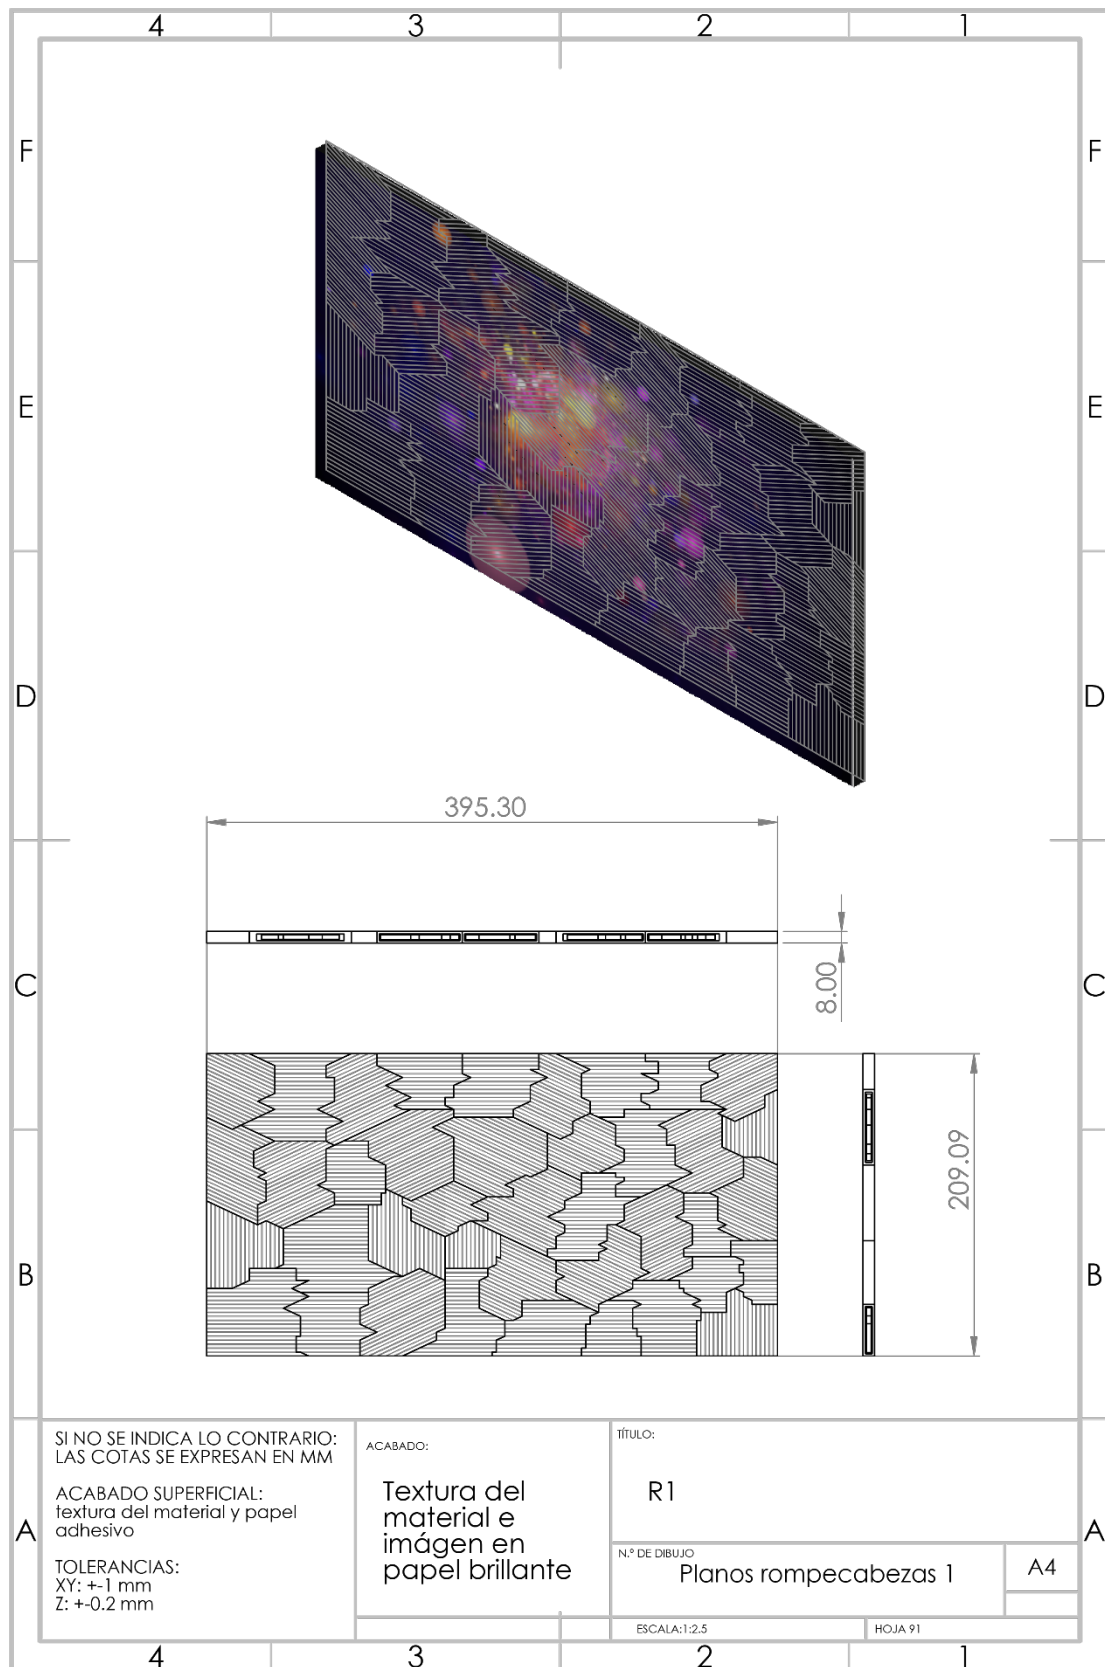 4 3 2 1
F F
E E
D D
395.30
8.00
C C
209.09
B B
SI NO SE INDICA LO CONTRARIO:
LAS COTAS SE EXPRESAN EN MM
ACABADO SUPERFICIAL:
textura del material y papel
adhesivo
TOLERANCIAS:
XY: +-1 mm
Z: +-0.2 mm
ACABADO:
Textura del
material e
imágen en
papel brillante
TÍTULO:
R1
N.º DE DIBUJO
Planos rompecabezas 1
A4
ESCALA:1:2.5
HOJA 91
A A
4 3 2 1